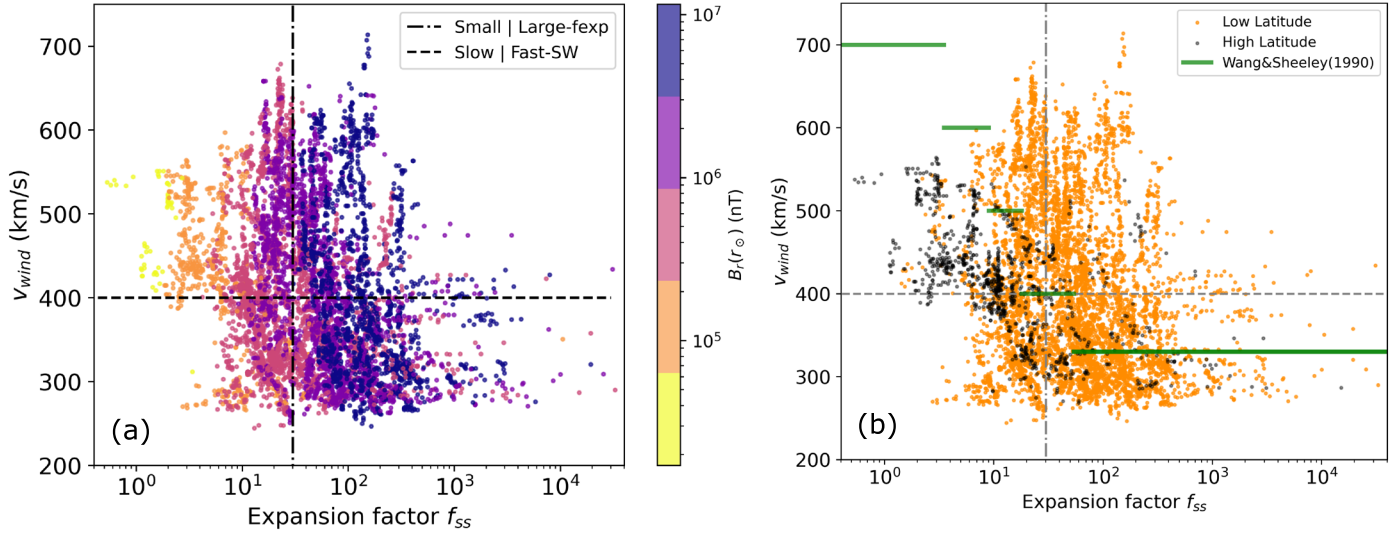 700
600
500
400
300
200
v_wind (km/s)
10^0
10^1
10^2
10^3
10^4
Expansion factor f_ss
Small | Large-fexp
Slow | Fast-SW
(a)
10^7
10^6
10^5
B_r(r_⊙) (nT)
700
600
500
400
300
200
v_wind (km/s)
10^0
10^1
10^2
10^3
10^4
Expansion factor f_ss
Low Latitude
High Latitude
Wang&Sheeley(1990)
(b)